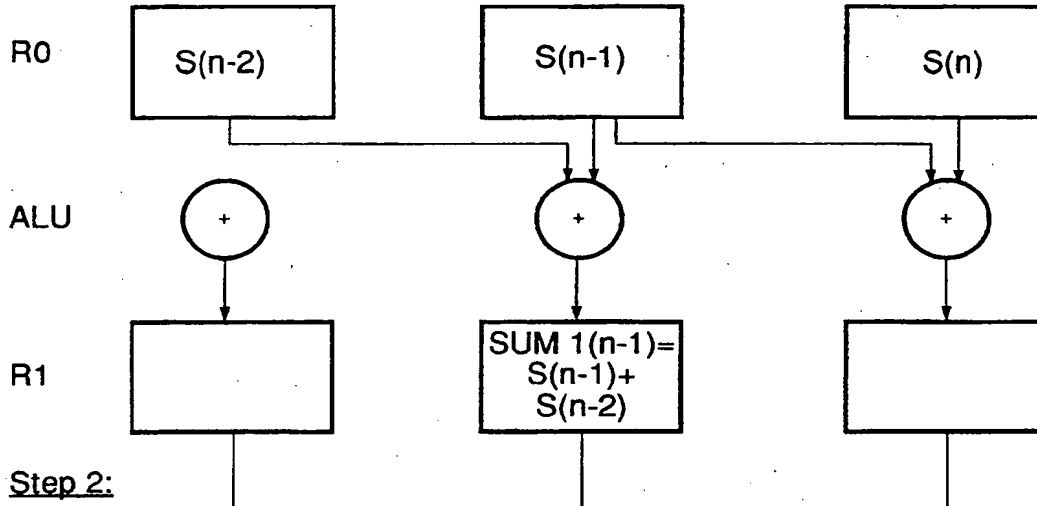 R0
S(n-2)
S(n-1)
S(n)
ALU
+
+
+
R1
SUM 1(n-1)=
S(n-1)+
S(n-2)
Step 2: